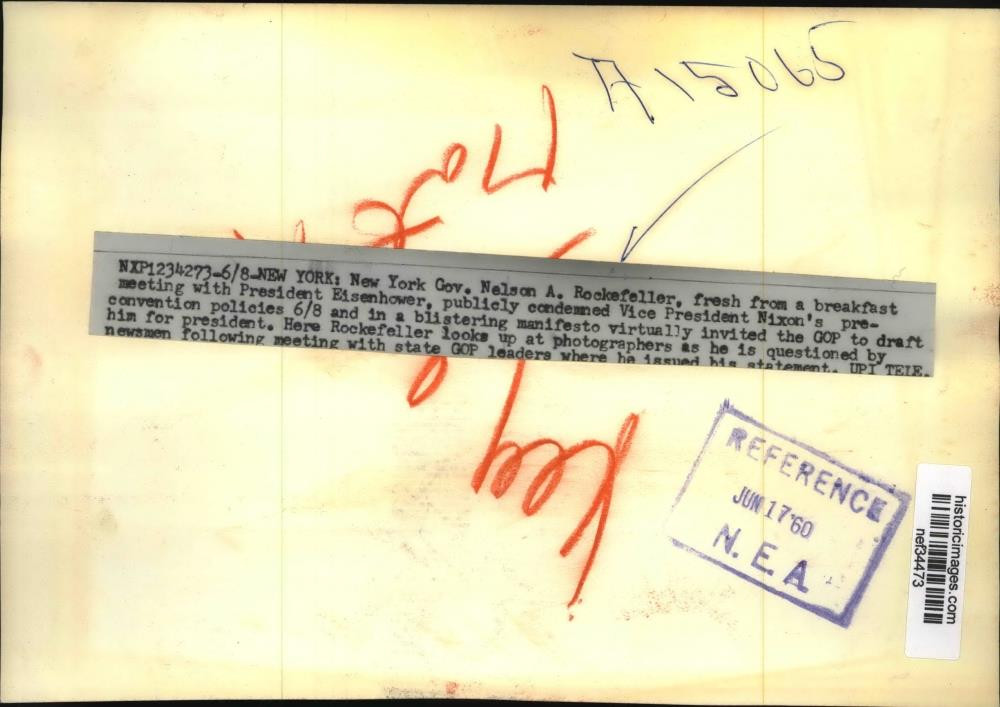 A15065
NXP1234273-6/8-NEW YORK: New York Gov. Nelson A. Rockefeller, fresh from a breakfast
meeting with President Eisenhower, publicly condemned Vice President Nixon's pre-
convention policies 6/8 and in a blistering manifesto virtually invited the GOP to draft
him for president. Here Rockefeller looks up at photographers as he is questioned by
newsmen following meeting with state GOP leaders where he issued his statement. UPI TELE.
REFERENCE
JUN 17 '60
N. E. A.
historicimages.com
nef34473